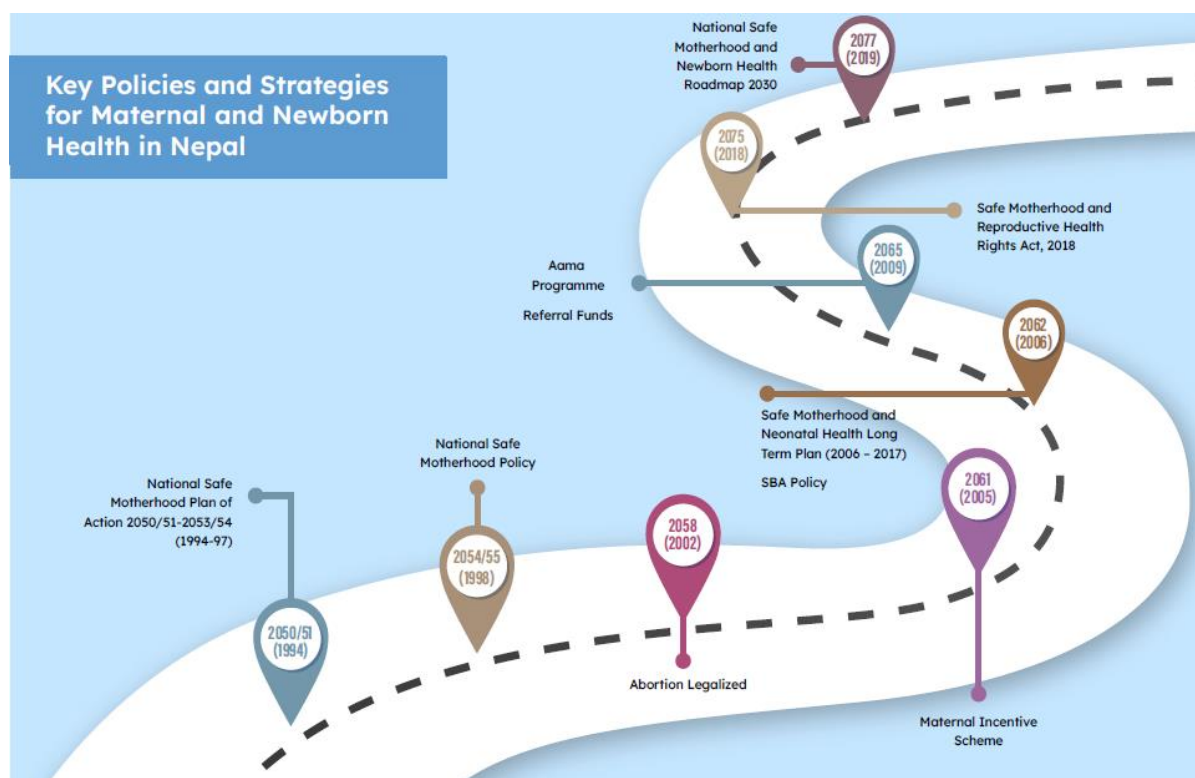 Key Policies and Strategies
for Maternal and Newborn
Health in Nepal
National Safe
Motherhood and
Newborn Health
Roadmap 2030
2077
(2019)
2075
(2018)
Safe Motherhood and
Reproductive Health
Rights Act, 2018
2065
(2009)
Aama
Programme
Referral Funds
2062
(2006)
Safe Motherhood and
Neonatal Health Long
Term Plan (2006 – 2017)
SBA Policy
2061
(2005)
Maternal Incentive
Scheme
2058
(2002)
Abortion Legalized
National Safe
Motherhood Policy
2054/55
(1998)
National Safe
Motherhood Plan of
Action 2050/51-2053/54
(1994-97)
2050/51
(1994)